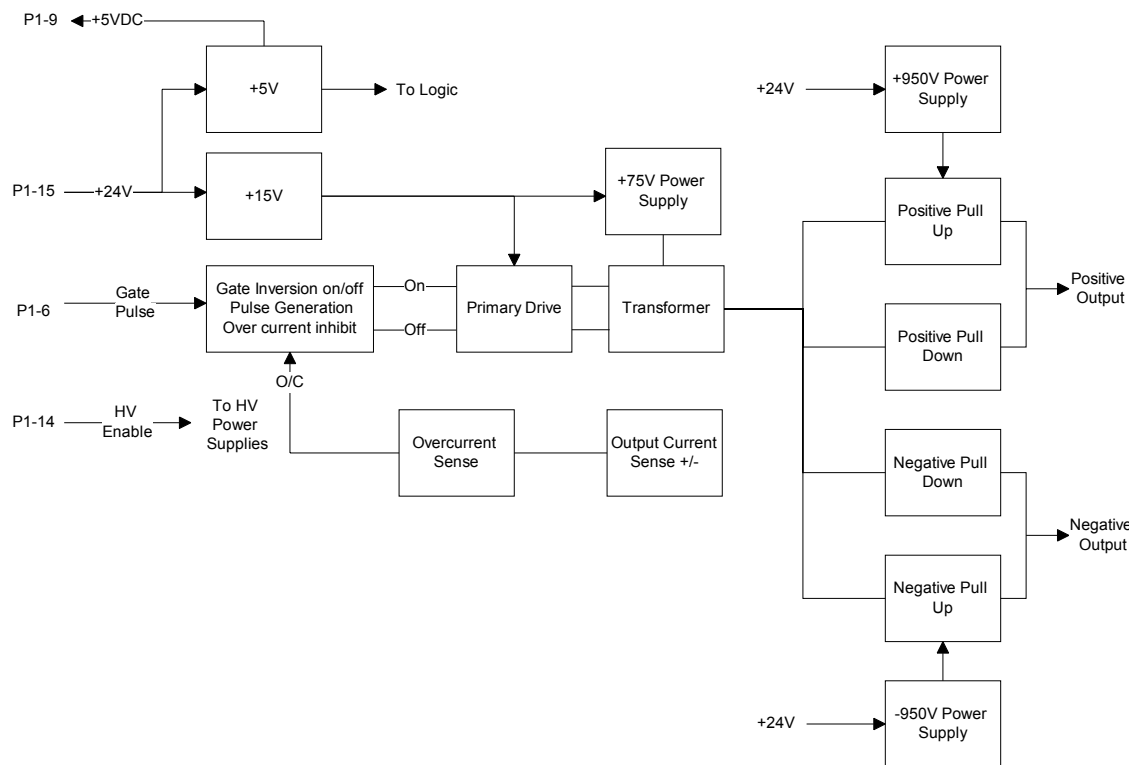 P1-9
+5VDC
+5V
To Logic
+24V
+950V Power
Supply
P1-15
+24V
+15V
+75V Power
Supply
Positive Pull
Up
Positive
Output
P1-6
Gate
Pulse
Gate Inversion on/off
Pulse Generation
Over current inhibit
On
Off
Primary Drive
Transformer
Positive Pull
Down
O/C
P1-14
HV
Enable
To HV
Power
Supplies
Overcurrent
Sense
Output Current
Sense +/-
Negative Pull
Down
Negative
Output
Negative Pull
Up
+24V
-950V Power
Supply